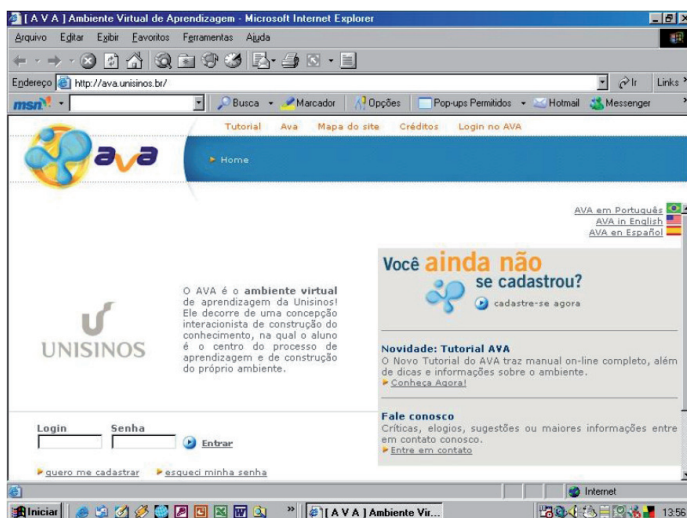 [ A V A ] Ambiente Virtual de Aprendizagem - Microsoft Internet Explorer
Arquivo Editar Exibir Favoritos Ferramentas Ajuda
Endereço http://ava.unisinos.br/ Ir Links
msn Busca Marcador Opções Pop-ups Permitidos Hotmail Messenger
Tutorial Ava Mapa do site Créditos Login no AVA
ava
Home
AVA em Português
AVA in English
AVA en Español
Você ainda não
se cadastrou?
cadastre-se agora
O AVA é o ambiente virtual
de aprendizagem da Unisinos!
Ele decorre de uma concepção
interacionista de construção do
conhecimento, na qual o aluno
é o centro do processo de
aprendizagem e de construção
do próprio ambiente.
UNISINOS
Novidade: Tutorial AVA
O Novo Tutorial do AVA traz manual on-line completo, além
de dicas e informações sobre o ambiente.
Conheça Agora!
Fale conosco
Críticas, elogios, sugestões ou maiores informações entre
em contato conosco.
Entre em contato
Login Senha
Entrar
quero me cadastrar esqueci minha senha
Internet
Iniciar » [ A V A ] Ambiente Vir... 13:56